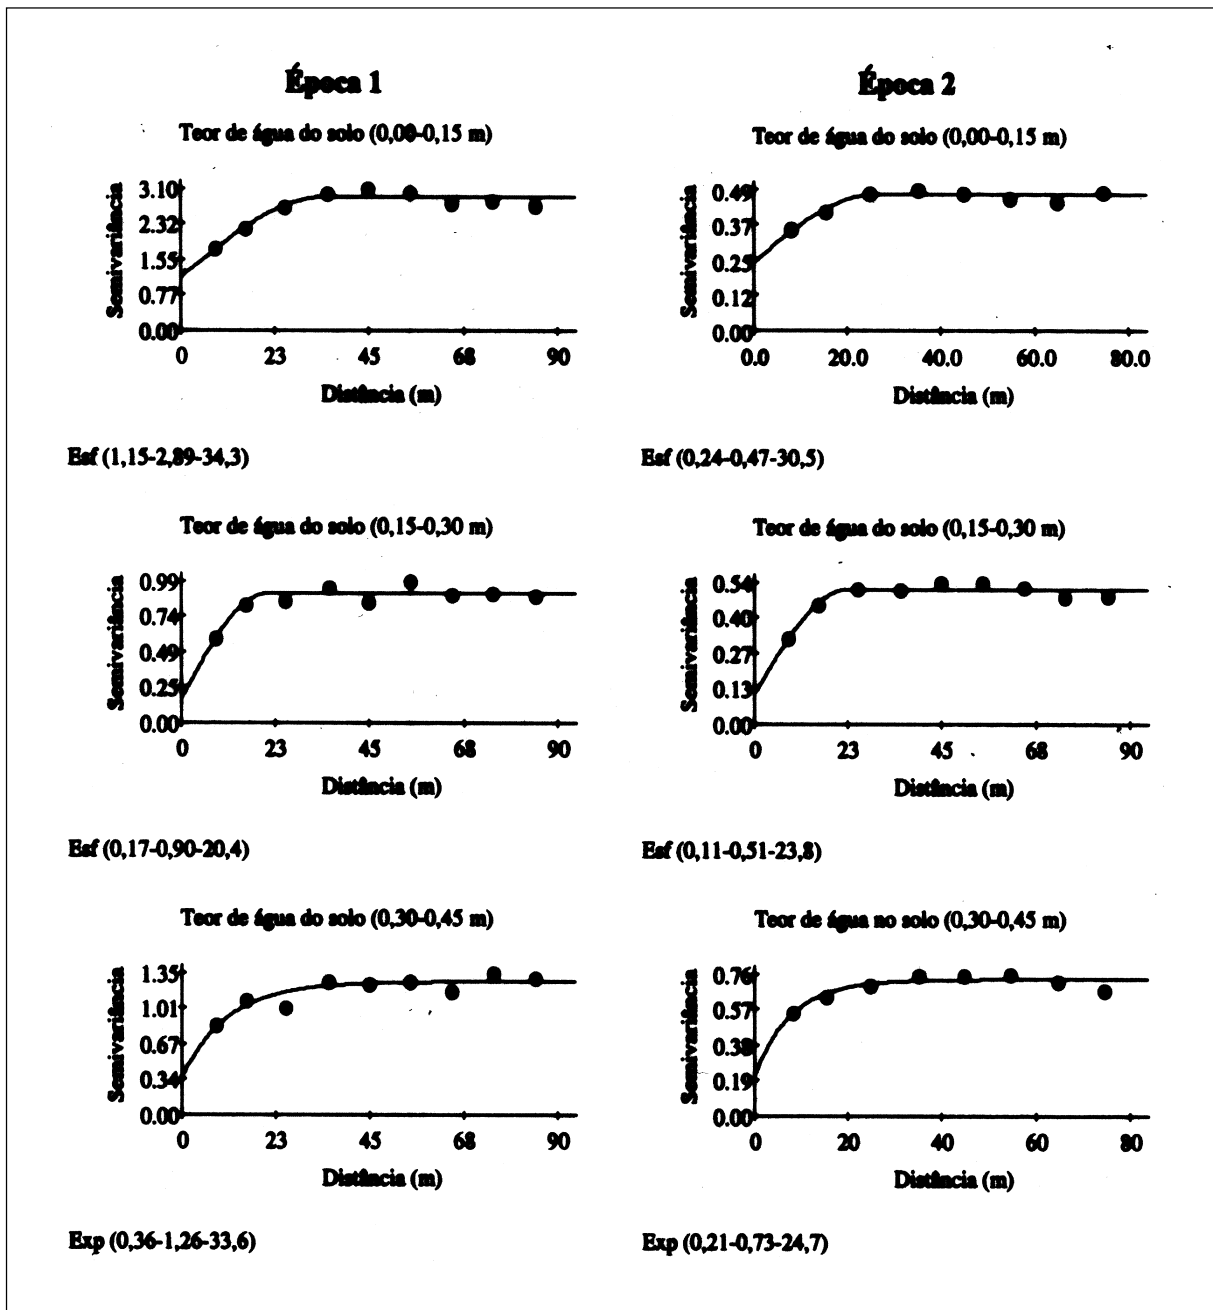 Época 1
Teor de água do solo (0,00-0,15 m)
Semivariância
3.10
2.32
1.55
0.77
0.00
0 23 45 68 90
Distância (m)
Esf (1,15-2,89-34,3)
Época 2
Teor de água do solo (0,00-0,15 m)
Semivariância
0.49
0.37
0.25
0.12
0.00
0.0 20.0 40.0 60.0 80.0
Distância (m)
Esf (0,24-0,47-30,5)
Teor de água do solo (0,15-0,30 m)
Semivariância
0.99
0.74
0.49
0.25
0.00
0 23 45 68 90
Distância (m)
Esf (0,17-0,90-20,4)
Teor de água do solo (0,15-0,30 m)
Semivariância
0.54
0.40
0.27
0.13
0.00
0 23 45 68 90
Distância (m)
Esf (0,11-0,51-23,8)
Teor de água do solo (0,30-0,45 m)
Semivariância
1.35
1.01
0.67
0.34
0.00
0 23 45 68 90
Distância (m)
Exp (0,36-1,26-33,6)
Teor de água no solo (0,30-0,45 m)
Semivariância
0.76
0.57
0.38
0.19
0.00
0 20 40 60 80
Distância (m)
Exp (0,21-0,73-24,7)